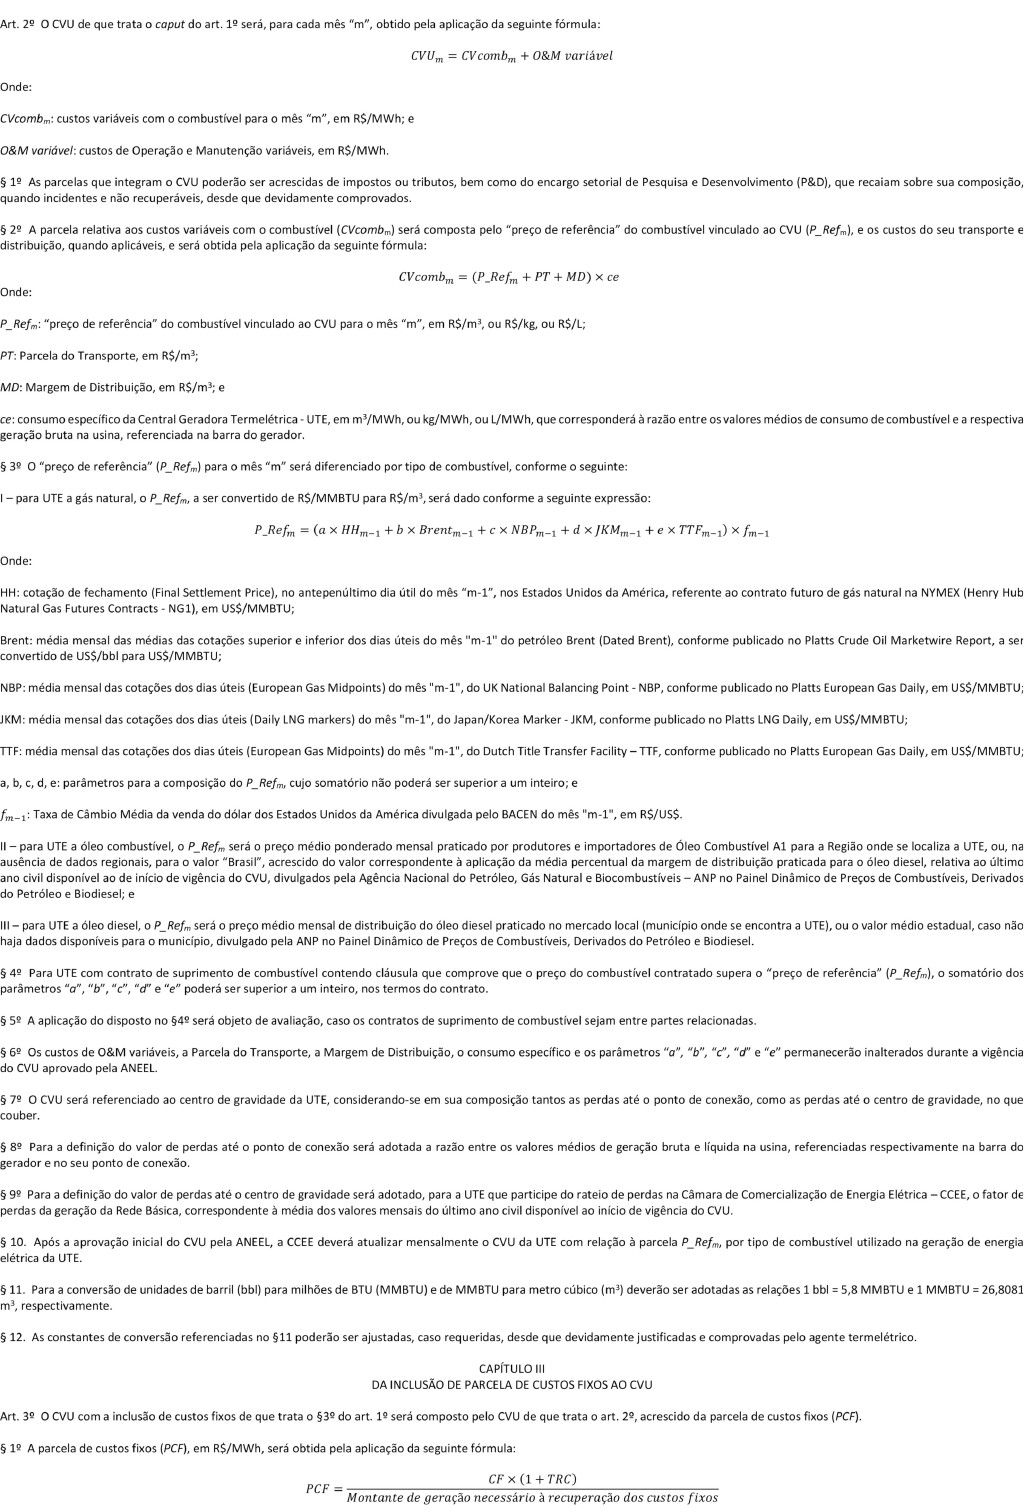 Art. 2º O CVU de que trata o caput do art. 1º será, para cada mês “m”, obtido pela aplicação da seguinte fórmula:
CVUₘ = CVcombₘ + O&M variável
Onde:
CVcombₘ: custos variáveis com o combustível para o mês “m”, em R$/MWh; e
O&M variável: custos de Operação e Manutenção variáveis, em R$/MWh.
§ 1º As parcelas que integram o CVU poderão ser acrescidas de impostos ou tributos, bem como do encargo setorial de Pesquisa e Desenvolvimento (P&D), que recaiam sobre sua composição,
quando incidentes e não recuperáveis, desde que devidamente comprovados.
§ 2º A parcela relativa aos custos variáveis com o combustível (CVcombₘ) será composta pelo “preço de referência” do combustível vinculado ao CVU (P_Refₘ), e os custos do seu transporte e
distribuição, quando aplicáveis, e será obtida pela aplicação da seguinte fórmula:
CVcombₘ = (P_Refₘ + PT + MD) × ce
Onde:
P_Refₘ: “preço de referência” do combustível vinculado ao CVU para o mês “m”, em R$/m³, ou R$/kg, ou R$/L;
PT: Parcela do Transporte, em R$/m³;
MD: Margem de Distribuição, em R$/m³; e
ce: consumo específico da Central Geradora Termelétrica - UTE, em m³/MWh, ou kg/MWh, ou L/MWh, que corresponderá à razão entre os valores médios de consumo de combustível e a respectiva
geração bruta na usina, referenciada na barra do gerador.
§ 3º O “preço de referência” (P_Refₘ) para o mês “m” será diferenciado por tipo de combustível, conforme o seguinte:
I – para UTE a gás natural, o P_Refₘ, a ser convertido de R$/MMBTU para R$/m³, será dado conforme a seguinte expressão:
P_Refₘ = (a × HHₘ₋₁ + b × Brentₘ₋₁ + c × NBPₘ₋₁ + d × JKMₘ₋₁ + e × TTFₘ₋₁) × fₘ₋₁
Onde:
HH: cotação de fechamento (Final Settlement Price), no antepenúltimo dia útil do mês “m-1”, nos Estados Unidos da América, referente ao contrato futuro de gás natural na NYMEX (Henry Hub
Natural Gas Futures Contracts - NG1), em US$/MMBTU;
Brent: média mensal das médias das cotações superior e inferior dos dias úteis do mês "m-1" do petróleo Brent (Dated Brent), conforme publicado no Platts Crude Oil Marketwire Report, a ser
convertido de US$/bbl para US$/MMBTU;
NBP: média mensal das cotações dos dias úteis (European Gas Midpoints) do mês "m-1", do UK National Balancing Point - NBP, conforme publicado no Platts European Gas Daily, em US$/MMBTU;
JKM: média mensal das cotações dos dias úteis (Daily LNG markers) do mês "m-1", do Japan/Korea Marker - JKM, conforme publicado no Platts LNG Daily, em US$/MMBTU;
TTF: média mensal das cotações dos dias úteis (European Gas Midpoints) do mês "m-1", do Dutch Title Transfer Facility – TTF, conforme publicado no Platts European Gas Daily, em US$/MMBTU;
a, b, c, d, e: parâmetros para a composição do P_Refₘ, cujo somatório não poderá ser superior a um inteiro; e
fₘ₋₁: Taxa de Câmbio Média da venda do dólar dos Estados Unidos da América divulgada pelo BACEN do mês "m-1", em R$/US$.
II – para UTE a óleo combustível, o P_Refₘ será o preço médio ponderado mensal praticado por produtores e importadores de Óleo Combustível A1 para a Região onde se localiza a UTE, ou, na
ausência de dados regionais, para o valor “Brasil”, acrescido do valor correspondente à aplicação da média percentual da margem de distribuição praticada para o óleo diesel, relativa ao último
ano civil disponível ao de início de vigência do CVU, divulgados pela Agência Nacional do Petróleo, Gás Natural e Biocombustíveis – ANP no Painel Dinâmico de Preços de Combustíveis, Derivados
do Petróleo e Biodiesel; e
III – para UTE a óleo diesel, o P_Refₘ será o preço médio mensal de distribuição do óleo diesel praticado no mercado local (município onde se encontra a UTE), ou o valor médio estadual, caso não
haja dados disponíveis para o município, divulgado pela ANP no Painel Dinâmico de Preços de Combustíveis, Derivados do Petróleo e Biodiesel.
§ 4º Para UTE com contrato de suprimento de combustível contendo cláusula que comprove que o preço do combustível contratado supera o “preço de referência” (P_Refₘ), o somatório dos
parâmetros “a”, “b”, “c”, “d” e “e” poderá ser superior a um inteiro, nos termos do contrato.
§ 5º A aplicação do disposto no §4º será objeto de avaliação, caso os contratos de suprimento de combustível sejam entre partes relacionadas.
§ 6º Os custos de O&M variáveis, a Parcela do Transporte, a Margem de Distribuição, o consumo específico e os parâmetros “a”, “b”, “c”, “d” e “e” permanecerão inalterados durante a vigência
do CVU aprovado pela ANEEL.
§ 7º O CVU será referenciado ao centro de gravidade da UTE, considerando-se em sua composição tantos as perdas até o ponto de conexão, como as perdas até o centro de gravidade, no que
couber.
§ 8º Para a definição do valor de perdas até o ponto de conexão será adotada a razão entre os valores médios de geração bruta e líquida na usina, referenciadas respectivamente na barra do
gerador e no seu ponto de conexão.
§ 9º Para a definição do valor de perdas até o centro de gravidade será adotado, para a UTE que participe do rateio de perdas na Câmara de Comercialização de Energia Elétrica – CCEE, o fator de
perdas da geração da Rede Básica, correspondente à média dos valores mensais do último ano civil disponível ao início de vigência do CVU.
§ 10. Após a aprovação inicial do CVU pela ANEEL, a CCEE deverá atualizar mensalmente o CVU da UTE com relação à parcela P_Refₘ, por tipo de combustível utilizado na geração de energia
elétrica da UTE.
§ 11. Para a conversão de unidades de barril (bbl) para milhões de BTU (MMBTU) e de MMBTU para metro cúbico (m³) deverão ser adotadas as relações 1 bbl = 5,8 MMBTU e 1 MMBTU = 26,8081
m³, respectivamente.
§ 12. As constantes de conversão referenciadas no §11 poderão ser ajustadas, caso requeridas, desde que devidamente justificadas e comprovadas pelo agente termelétrico.
CAPÍTULO III
DA INCLUSÃO DE PARCELA DE CUSTOS FIXOS AO CVU
Art. 3º O CVU com a inclusão de custos fixos de que trata o §3º do art. 1º será composto pelo CVU de que trata o art. 2º, acrescido da parcela de custos fixos (PCF).
§ 1º A parcela de custos fixos (PCF), em R$/MWh, será obtida pela aplicação da seguinte fórmula:
CF × (1 + TRC)
PCF =
Montante de geração necessário à recuperação dos custos fixos